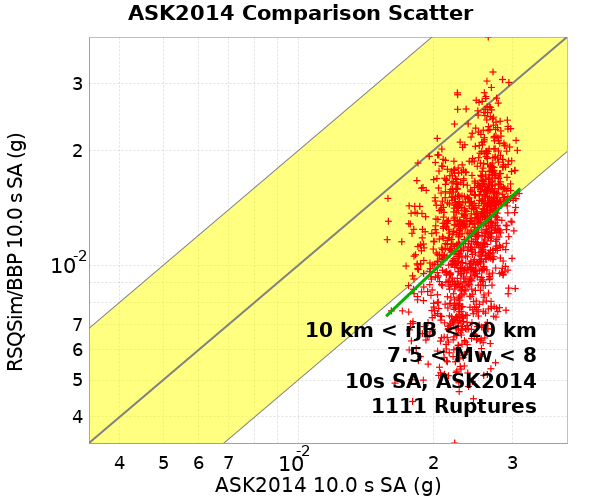 ASK2014 Comparison Scatter
RSQSim/BBP 10.0 s SA (g)
3
2
10-2
7
6
5
4
10 km < rJB < 20 km
7.5 < Mw < 8
10s SA, ASK2014
1111 Ruptures
4 5 6 7 10-2 2 3
ASK2014 10.0 s SA (g)